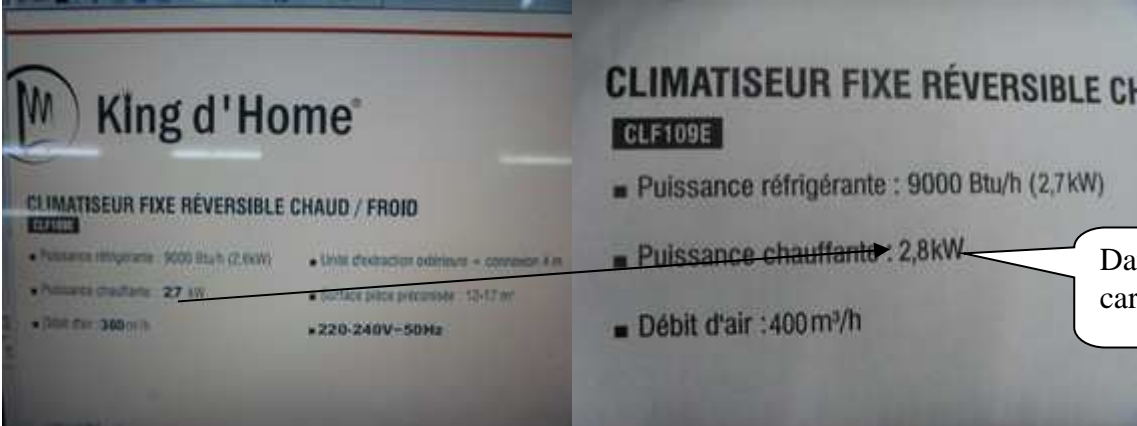 King d'Home®
CLIMATISEUR FIXE RÉVERSIBLE CHAUD / FROID
■ Puissance réfrigérante : 9000 Btu/h (2,6kW)
■ Puissance chauffante : 27 kW
■ Débit d'air : 360 m³/h
■ Unité d'extraction extérieure + connexion 4 m
■ Surface pièce préconisée : 12-17 m²
■ 220-240V~50Hz
CLIMATISEUR FIXE RÉVERSIBLE CH
CLF109E
■ Puissance réfrigérante : 9000 Btu/h (2,7kW)
■ Puissance chauffante : 2,8kW
■ Débit d'air : 400 m³/h
Da
car